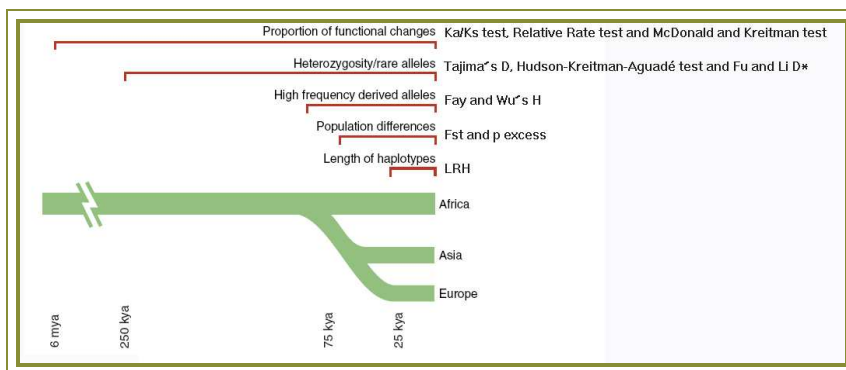 Proportion of functional changes Ka/Ks test, Relative Rate test and McDonald and Kreitman test
Heterozygosity/rare alleles Tajima´s D, Hudson-Kreitman-Aguadé test and Fu and Li D*
High frequency derived alleles Fay and Wu´s H
Population differences Fst and p excess
Length of haplotypes LRH
Africa
Asia
Europe
6 mya
250 kya
75 kya
25 kya